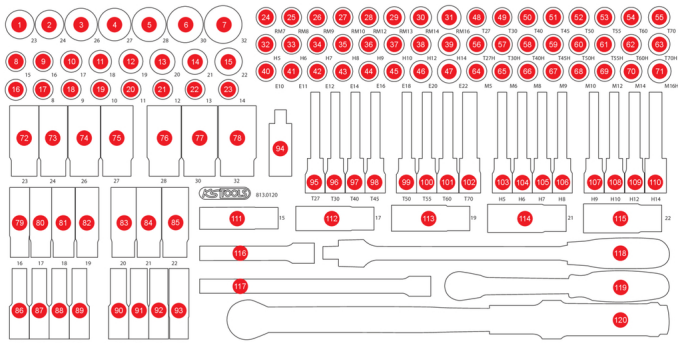 1 2 3 4 5 6 7
23 24 26 27 28 30 32
8 9 10 11 12 13 14 15
15 16 17 18 19 20 21 22
16 17 18 19 20 21 22 23
8 9 10 11 12 13 14
24 25 26 27 28 29 30 31 48 49 50 51 52 53 54 55
RM7 RM8 RM9 RM10 RM12 RM13 RM14 RM16 T27 T30 T40 T45 T50 T55 T60 T70
32 33 34 35 36 37 38 39 56 57 58 59 60 61 62 63
H5 H6 H7 H8 H9 H10 H12 H14 T27H T30H T40H T45H T50H T55H T60H T70H
40 41 42 43 44 45 46 47 64 65 66 67 68 69 70 71
E10 E11 E12 E14 E16 E18 E20 E22 M5 M6 M8 M9 M10 M12 M14 M16H
72 73 74 75 76 77 78
23 24 26 27 28 30 32
94
95 96 97 98 99 100 101 102 103 104 105 106 107 108 109 110
T27 T30 T40 T45 T50 T55 T60 T70 H5 H6 H7 H8 H9 H10 H12 H14
KS TOOLS 813.0120
79 80 81 82 83 84 85
16 17 18 19 20 21 22
111 15 112 17 113 19 114 21 115 22
116 118
117 119
86 87 88 89 90 91 92 93
120